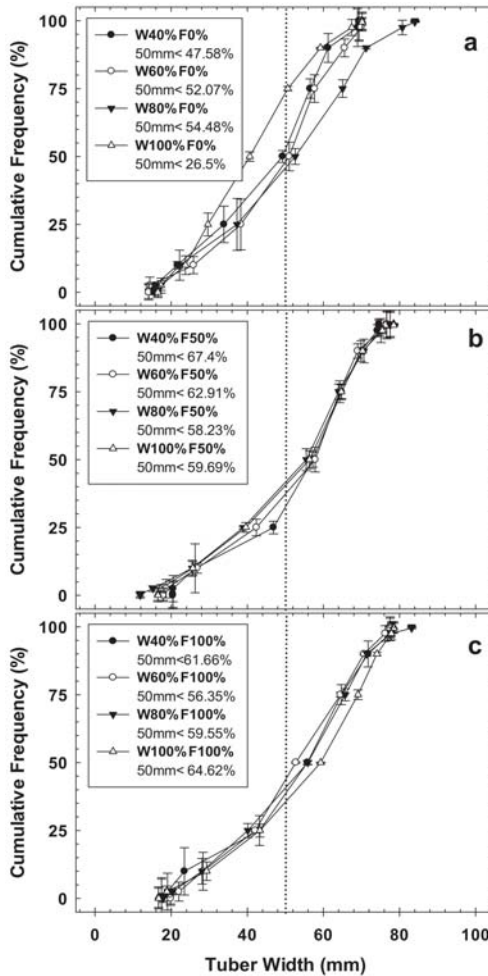 a
W40%F0%
50mm< 47.58%
W60%F0%
50mm< 52.07%
W80%F0%
50mm< 54.48%
W100%F0%
50mm< 26.5%
Cumulative Frequency (%)
100
75
50
25
0
b
W40%F50%
50mm< 67.4%
W60%F50%
50mm< 62.91%
W80%F50%
50mm< 58.23%
W100%F50%
50mm< 59.69%
Cumulative Frequency (%)
100
75
50
25
0
c
W40%F100%
50mm<61.66%
W60%F100%
50mm< 56.35%
W80%F100%
50mm< 59.55%
W100%F100%
50mm< 64.62%
Cumulative Frequency (%)
100
75
50
25
0
0 20 40 60 80 100
Tuber Width (mm)